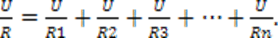 U/R = U/R1 + U/R2 + U/R3 + ⋯ + U/Rn.